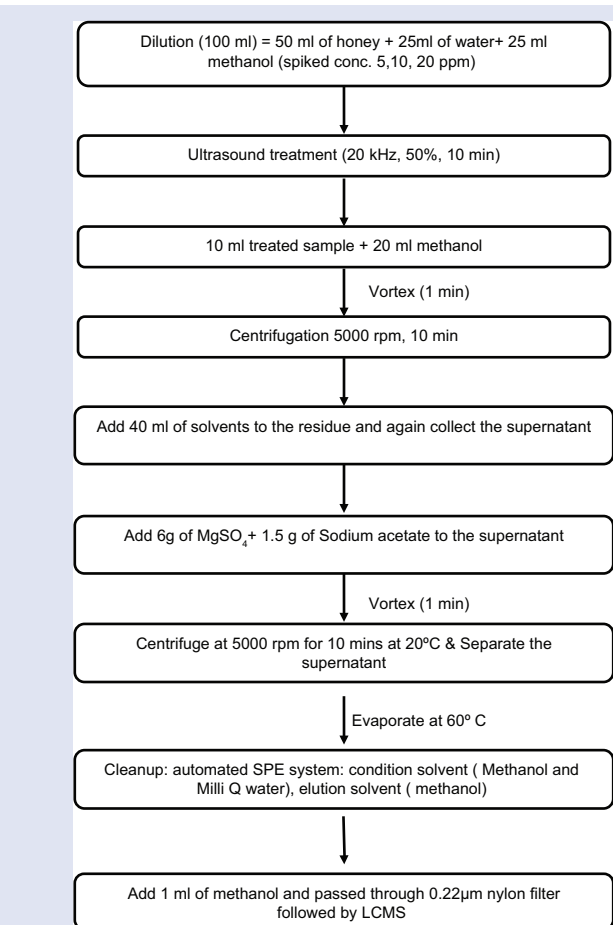 Dilution (100 ml) = 50 ml of honey + 25ml of water+ 25 ml
methanol (spiked conc. 5,10, 20 ppm)
Ultrasound treatment (20 kHz, 50%, 10 min)
10 ml treated sample + 20 ml methanol
Vortex (1 min)
Centrifugation 5000 rpm, 10 min
Add 40 ml of solvents to the residue and again collect the supernatant
Add 6g of MgSO4+ 1.5 g of Sodium acetate to the supernatant
Vortex (1 min)
Centrifuge at 5000 rpm for 10 mins at 20ºC & Separate the
supernatant
Evaporate at 60º C
Cleanup: automated SPE system: condition solvent ( Methanol and
Milli Q water), elution solvent ( methanol)
Add 1 ml of methanol and passed through 0.22µm nylon filter
followed by LCMS